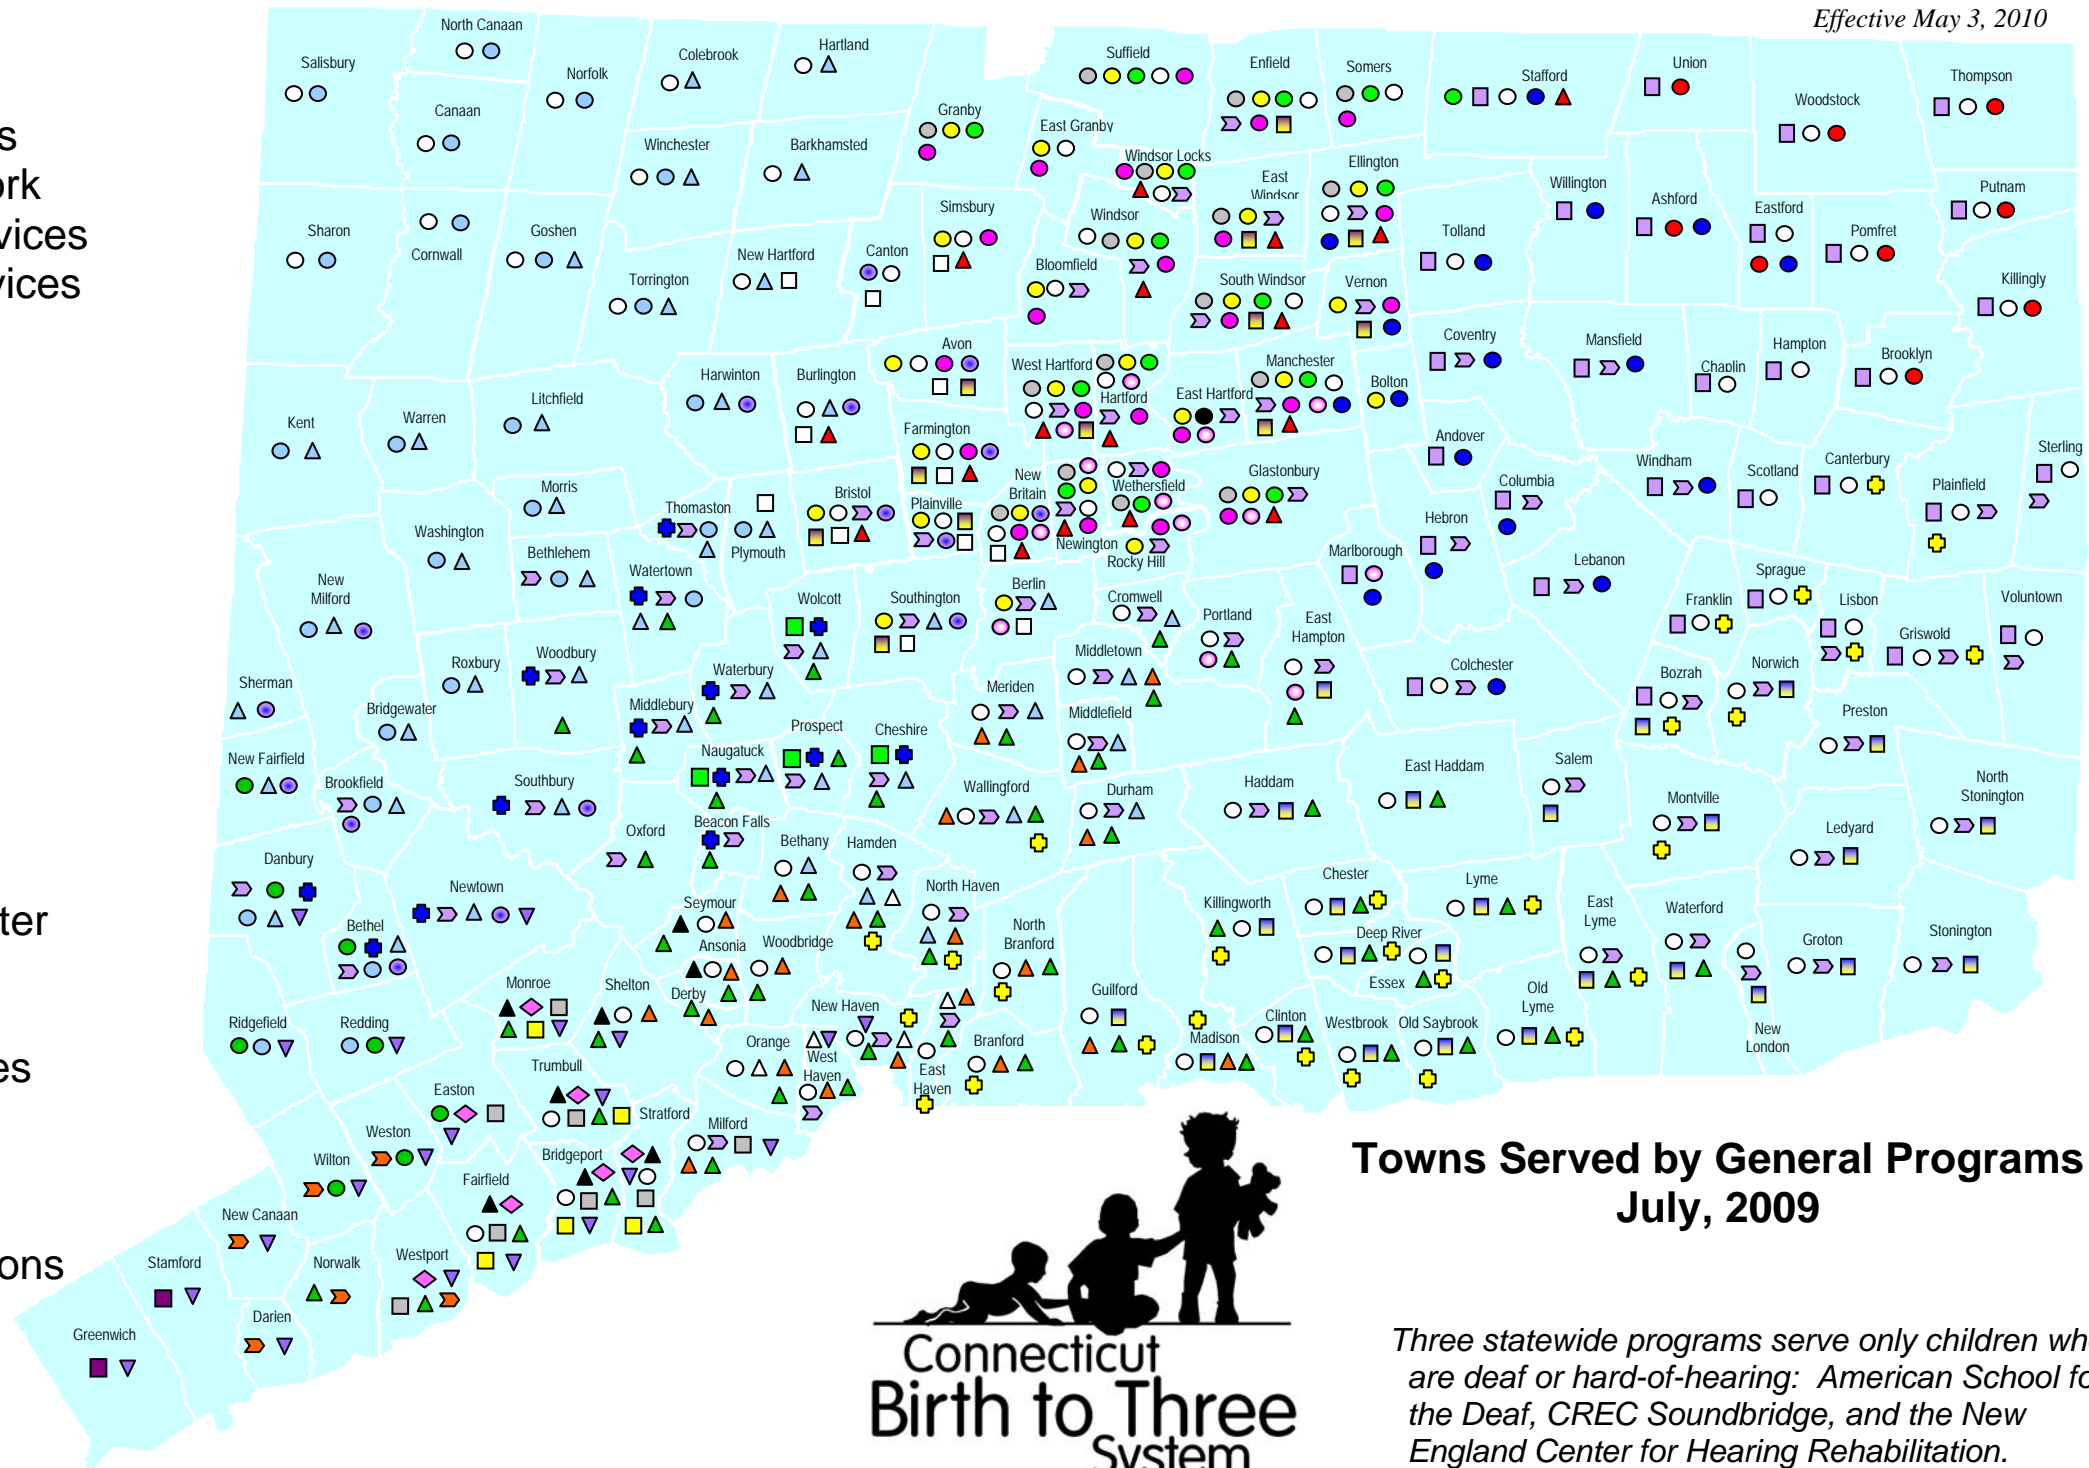 Effective May 3, 2010
s
ork
vices
vices
ter
es
ons
North Canaan
Salisbury
Norfolk
Colebrook
Hartland
Suffield
Enfield
Somers
Stafford
Union
Woodstock
Thompson
Canaan
Granby
East Granby
Winchester
Barkhamsted
Windsor Locks
East
Windsor
Ellington
Willington
Ashford
Eastford
Putnam
Pomfret
Sharon
Cornwall
Goshen
Torrington
New Hartford
Canton
Simsbury
Windsor
Bloomfield
South Windsor
Vernon
Tolland
Killingly
Kent
Warren
Litchfield
Harwinton
Burlington
Avon
West Hartford
Hartford
East Hartford
Manchester
Bolton
Coventry
Mansfield
Chaplin
Hampton
Brooklyn
Farmington
Andover
Windham
Scotland
Canterbury
Sterling
Plainfield
Morris
Thomaston
Plymouth
Bristol
Plainville
New
Britain
Wethersfield
Newington
Rocky Hill
Glastonbury
Columbia
Hebron
Marlborough
Lebanon
Washington
Bethlehem
Watertown
New
Milford
Wolcott
Southington
Berlin
Cromwell
Portland
East
Hampton
Franklin
Sprague
Lisbon
Griswold
Voluntown
Roxbury
Woodbury
Waterbury
Middletown
Colchester
Bozrah
Norwich
Preston
Sherman
Bridgewater
Middlebury
Prospect
Cheshire
Meriden
Middlefield
Naugatuck
New Fairfield
Brookfield
Southbury
Beacon Falls
Oxford
Wallingford
Durham
Haddam
East Haddam
Salem
Montville
Ledyard
North
Stonington
Danbury
Bethel
Newtown
Seymour
Bethany
Hamden
North Haven
North
Branford
Killingworth
Chester
Deep River
Essex
Lyme
East
Lyme
Waterford
Groton
Stonington
New
London
Ansonia
Woodbridge
Monroe
Shelton
Derby
New Haven
Guilford
Madison
Clinton
Westbrook
Old Saybrook
Old
Lyme
Ridgefield
Redding
Trumbull
Orange
West
Haven
East
Haven
Branford
Easton
Stratford
Milford
Weston
Wilton
Bridgeport
Fairfield
New Canaan
Stamford
Norwalk
Westport
Darien
Greenwich
Towns Served by General Programs
July, 2009
Connecticut
Birth to Three
System
Three statewide programs serve only children wh
are deaf or hard-of-hearing: American School fo
the Deaf, CREC Soundbridge, and the New
England Center for Hearing Rehabilitation.